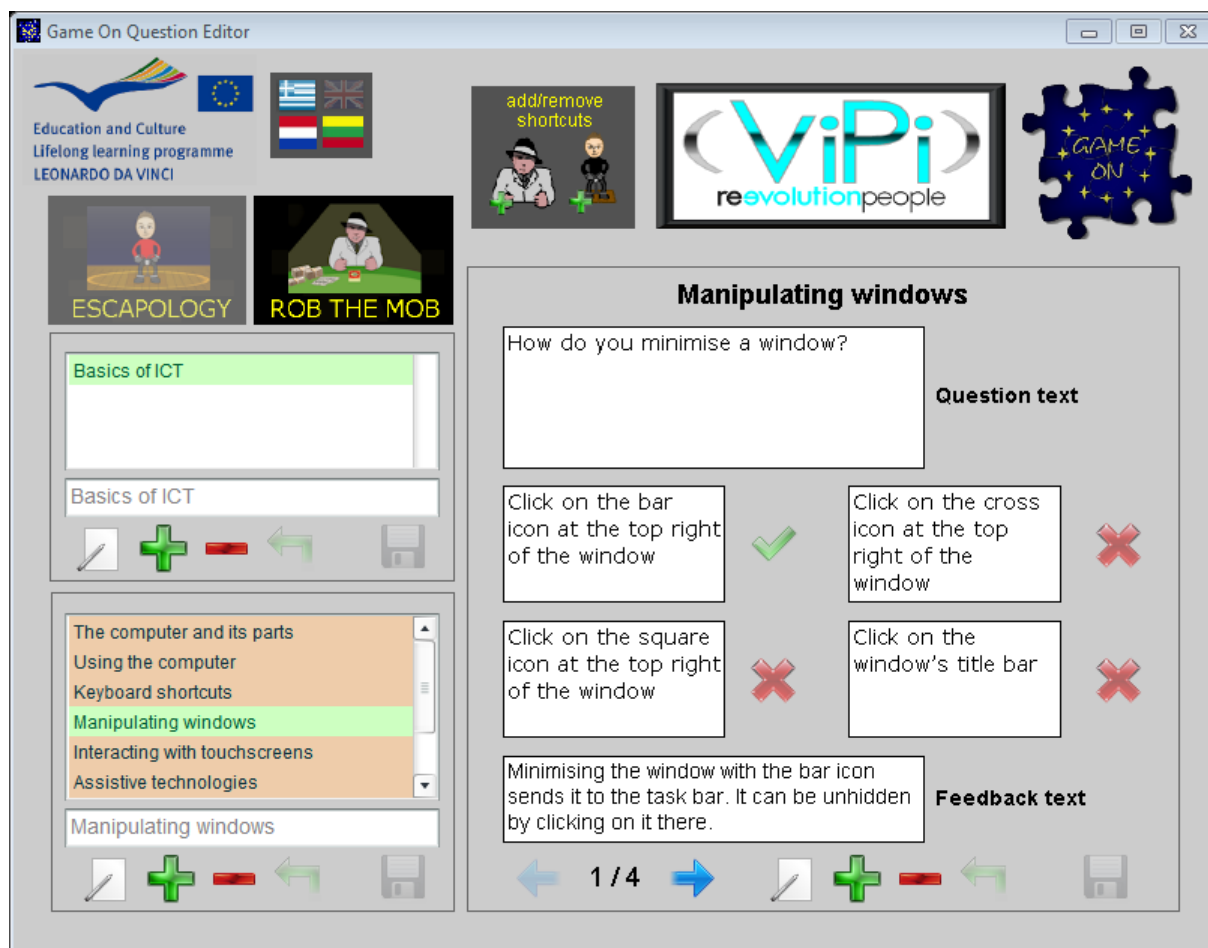 Game On Question Editor
Education and Culture
Lifelong learning programme
LEONARDO DA VINCI
add/remove
shortcuts
ViPi
reevolutionpeople
GAME
ON
ESCAPOLOGY
ROB THE MOB
Basics of ICT
Basics of ICT
The computer and its parts
Using the computer
Keyboard shortcuts
Manipulating windows
Interacting with touchscreens
Assistive technologies
Manipulating windows
Manipulating windows
How do you minimise a window?
Question text
Click on the bar
icon at the top right
of the window
Click on the cross
icon at the top
right of the
window
Click on the square
icon at the top right
of the window
Click on the
window's title bar
Minimising the window with the bar icon
sends it to the task bar. It can be unhidden
by clicking on it there.
Feedback text
1 / 4